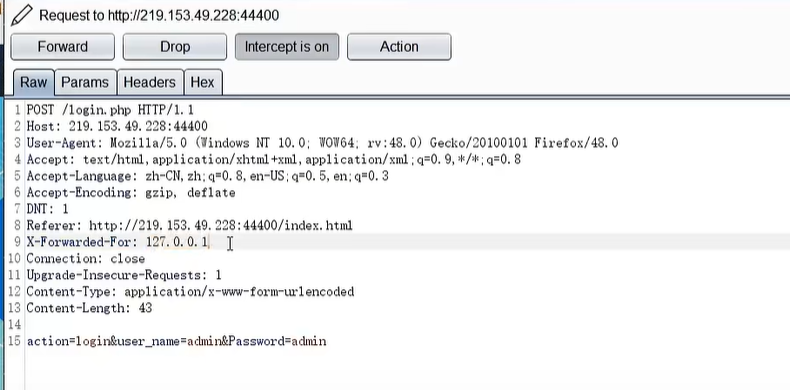 Request to http://219.153.49.228:44400
Forward Drop Intercept is on Action
Raw Params Headers Hex
1 POST /login.php HTTP/1.1
2 Host: 219.153.49.228:44400
3 User-Agent: Mozilla/5.0 (Windows NT 10.0; WOW64; rv:48.0) Gecko/20100101 Firefox/48.0
4 Accept: text/html,application/xhtml+xml,application/xml;q=0.9,*/*;q=0.8
5 Accept-Language: zh-CN,zh;q=0.8,en-US;q=0.5,en;q=0.3
6 Accept-Encoding: gzip, deflate
7 DNT: 1
8 Referer: http://219.153.49.228:44400/index.html
9 X-Forwarded-For: 127.0.0.1
10 Connection: close
11 Upgrade-Insecure-Requests: 1
12 Content-Type: application/x-www-form-urlencoded
13 Content-Length: 43
14
15 action=login&user_name=admin&Password=admin